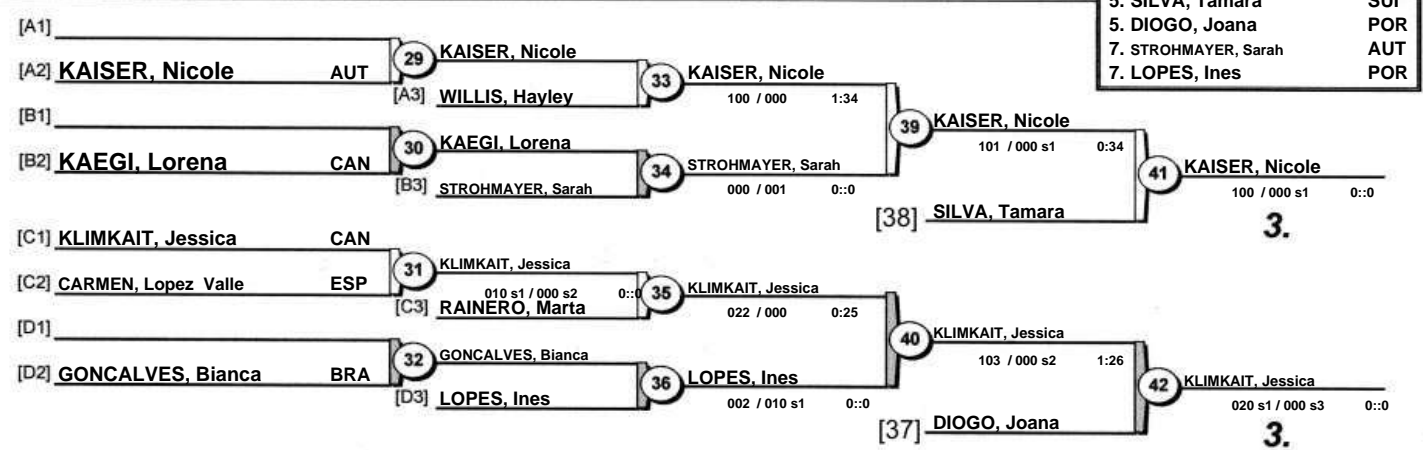 5. SILVA, Tamara SUI
5. DIOGO, Joana POR
7. STROHMAYER, Sarah AUT
7. LOPES, Ines POR
[A1]
[A2] KAISER, Nicole AUT
29
KAISER, Nicole
[A3] WILLIS, Hayley
33
KAISER, Nicole
100 / 000 1:34
[B1]
[B2] KAEGI, Lorena CAN
30
KAEGI, Lorena
[B3] STROHMAYER, Sarah
34
STROHMAYER, Sarah
000 / 001 0::0
39
KAISER, Nicole
101 / 000 s1 0:34
[38] SILVA, Tamara
41
KAISER, Nicole
100 / 000 s1 0::0
3.
[C1] KLIMKAIT, Jessica CAN
[C2] CARMEN, Lopez Valle ESP
31
KLIMKAIT, Jessica
010 s1 / 000 s2 0::0
[C3] RAINERO, Marta
35
KLIMKAIT, Jessica
022 / 000 0:25
[D1]
[D2] GONCALVES, Bianca BRA
32
GONCALVES, Bianca
[D3] LOPES, Ines
36
LOPES, Ines
002 / 010 s1 0::0
40
KLIMKAIT, Jessica
103 / 000 s2 1:26
[37] DIOGO, Joana
42
KLIMKAIT, Jessica
020 s1 / 000 s3 0::0
3.